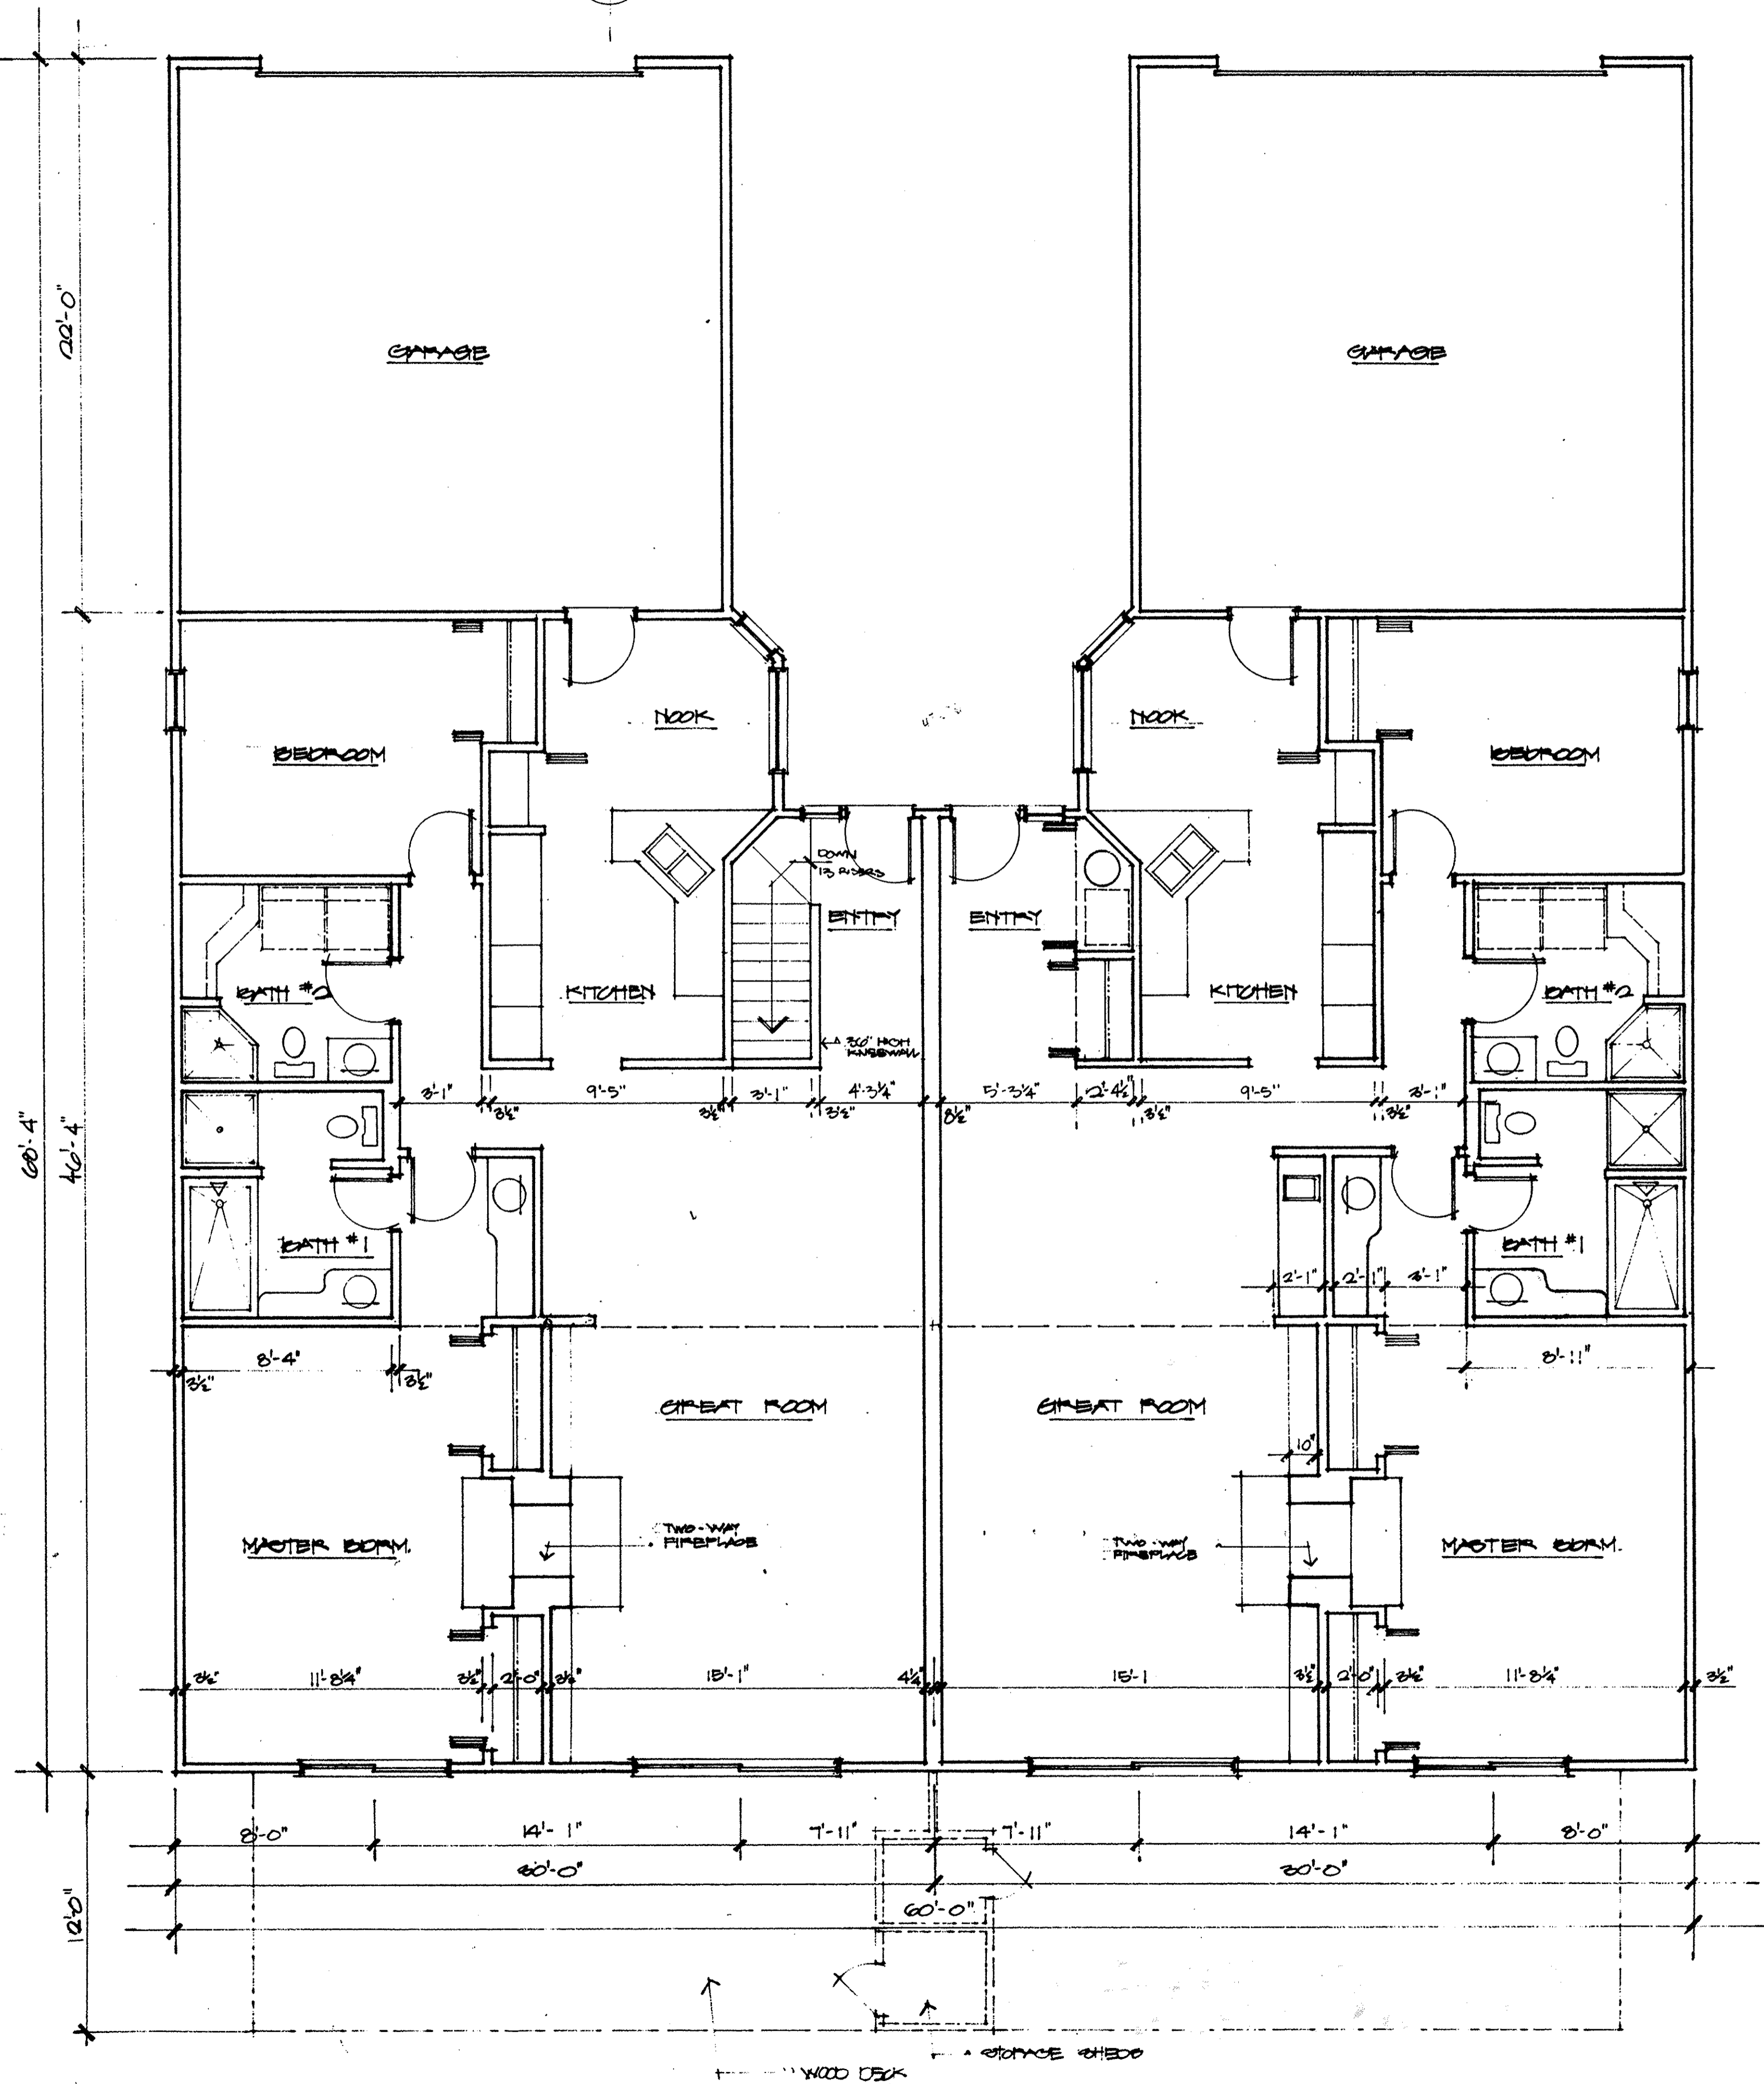 22'-0"
GARAGE
GARAGE
NOOK
NOOK
BEDROOM
BEDROOM
DOWN
13 RISERS
ENTRY
ENTRY
BATH #2
KITCHEN
KITCHEN
BATH #2
36" HIGH
KNEEWALL
3'-1"
9'-5"
3'-1"
4'-3¼"
5'-3¼"
2'-4½"
9'-5"
3'-1"
3½"
3½"
3½"
8½"
3½"
3½"
68'-4"
46'-4"
BATH #1
BATH #1
2'-1"
2'-1"
3'-1"
8'-4"
3½"
3½"
8'-11"
GREAT ROOM
GREAT ROOM
10"
MASTER BDRM.
TWO-WAY
FIREPLACE
TWO-WAY
FIREPLACE
MASTER BDRM.
3½"
11'-8¼"
3½"
2'-0"
3½"
15'-1"
4¼"
15'-1
3½"
2'-0"
3½"
11'-8¼"
3½"
8'-0"
14'-1"
7'-11"
7'-11"
14'-1"
8'-0"
30'-0"
30'-0"
60'-0"
12'-0"
STORAGE SHEDS
WOOD DECK